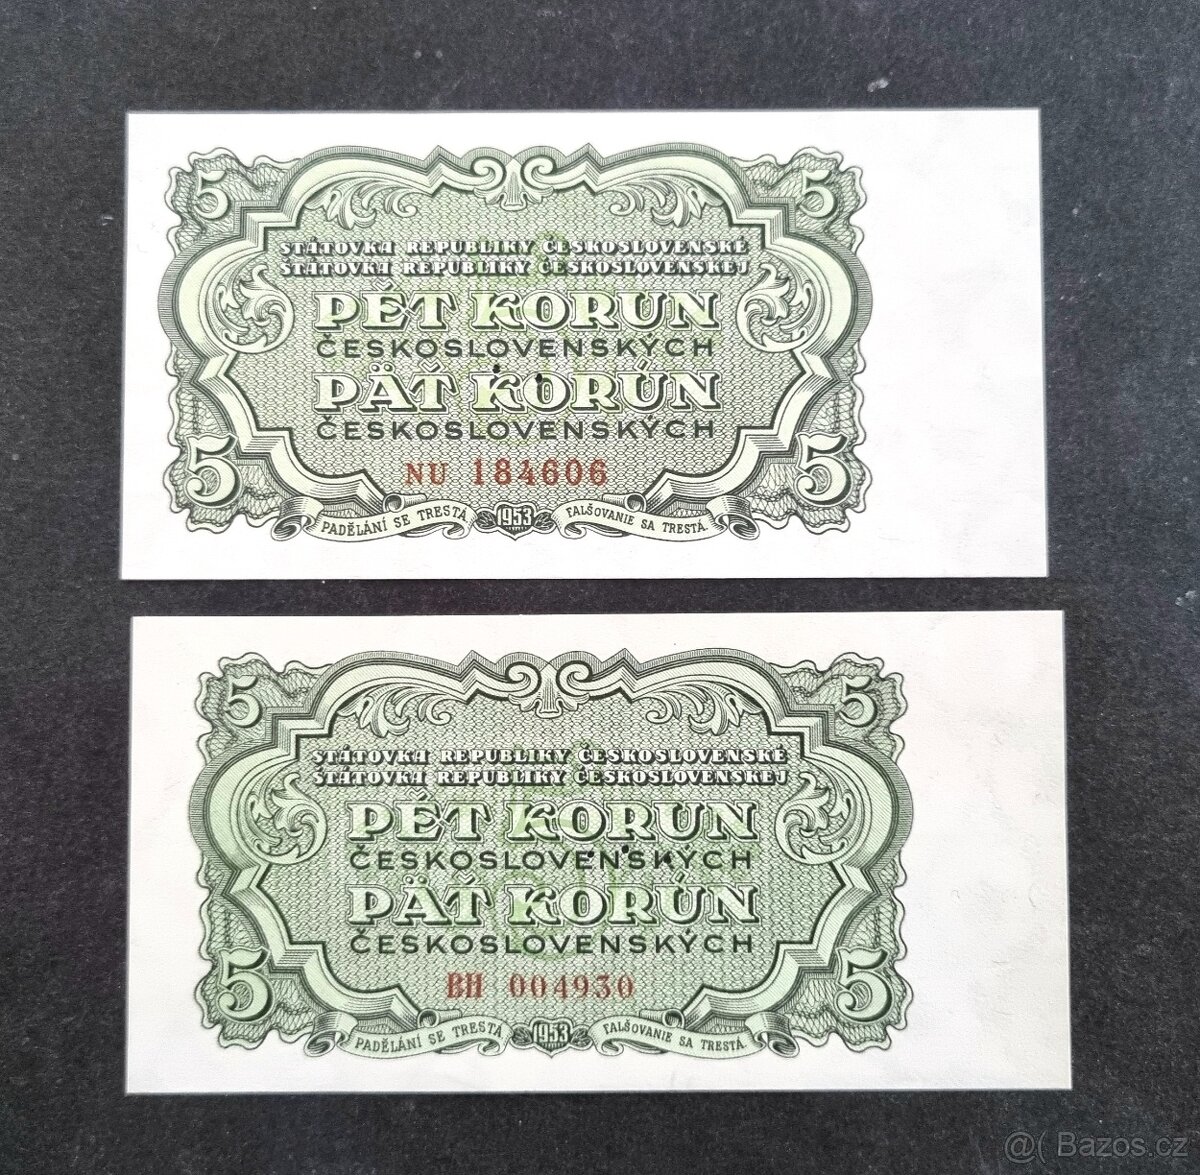 5 5
STÁTOVKA REPUBLIKY ČESKOSLOVENSKÉ
ŠTÁTOVKA REPUBLIKY ČESKOSLOVENSKEJ
PĚT KORUN
ČESKOSLOVENSKÝCH
PÄŤ KORÚN
ČESKOSLOVENSKÝCH
5 5
NU 184606
PADĚLÁNÍ SE TRESTÁ 1953 FALŠOVANIE SA TRESTÁ.
5 5
STÁTOVKA REPUBLIKY ČESKOSLOVENSKÉ
ŠTÁTOVKA REPUBLIKY ČESKOSLOVENSKEJ
PĚT KORUN
ČESKOSLOVENSKÝCH
PÄŤ KORÚN
ČESKOSLOVENSKÝCH
5 5
BH 004930
PADĚLÁNÍ SE TRESTÁ 1953 FALŠOVANIE SA TRESTÁ.
@( Bazos.cz